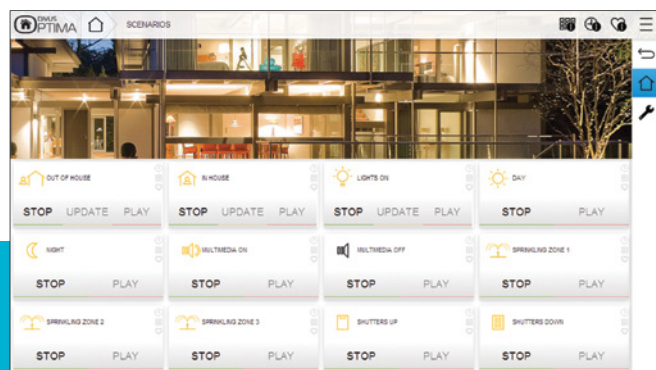 DIVUS
OPTIMA
SCENARIOS
OUT OF HOUSE
IN HOUSE
LIGHTS ON
DAY
STOP UPDATE PLAY
STOP UPDATE PLAY
STOP UPDATE PLAY
STOP PLAY
NIGHT
MULTIMEDIA ON
MULTIMEDIA OFF
SPRINKLING ZONE 1
STOP PLAY
STOP PLAY
STOP PLAY
STOP PLAY
SPRINKLING ZONE 2
SPRINKLING ZONE 3
SHUTTERS UP
SHUTTERS DOWN
STOP PLAY
STOP PLAY
STOP PLAY
STOP PLAY